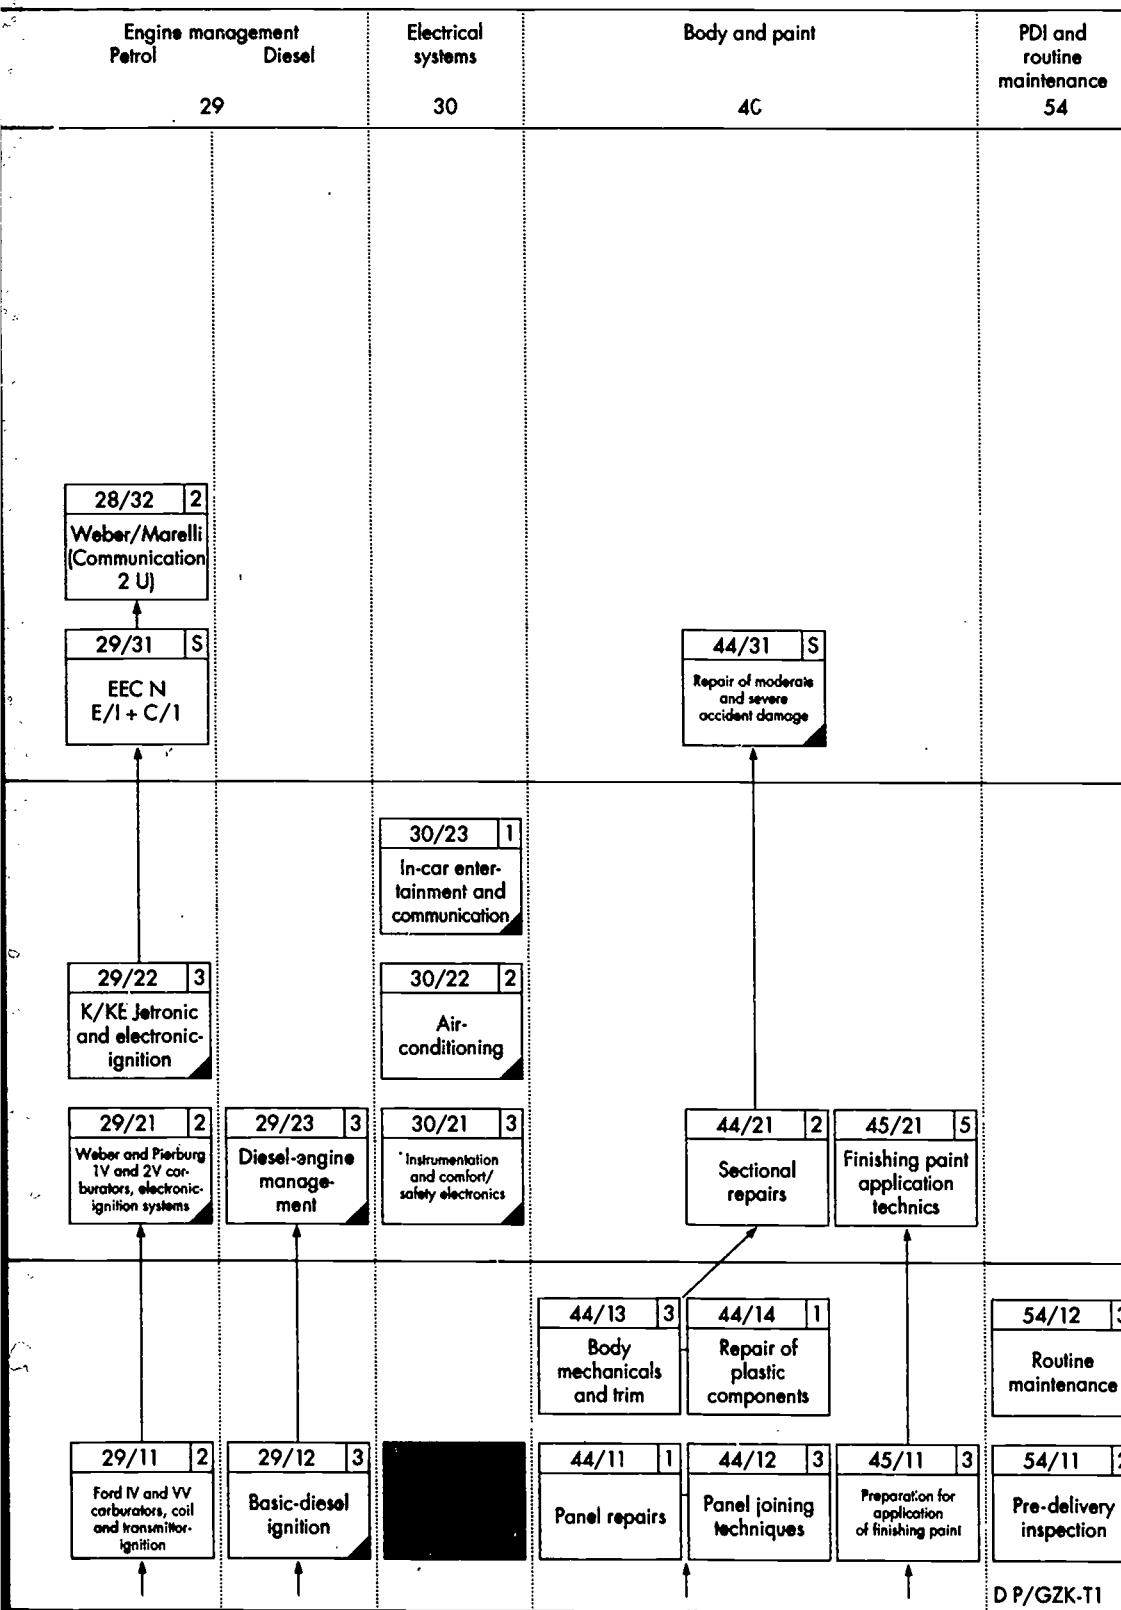 Engine management
Petrol Diesel
29
Electrical
systems
30
Body and paint
4C
PDI and
routine
maintenance
54
28/32 2
Weber/Marelli
(Communication
2 U)
29/31 S
EEC N
E/I + C/1
44/31 S
Repair of moderate
and severe
accident damage
30/23 1
In-car enter-
tainment and
communication
29/22 3
K/KE Jetronic
and electronic-
ignition
30/22 2
Air-
conditioning
29/21 2
Weber and Pierburg
1V and 2V car-
burators, electronic-
ignition systems
29/23 3
Diesel-engine
manage-
ment
30/21 3
Instrumentation
and comfort/
safety electronics
44/21 2
Sectional
repairs
45/21 5
Finishing paint
application
technics
44/13 3
Body
mechanicals
and trim
44/14 1
Repair of
plastic
components
54/12 3
Routine
maintenance
29/11 2
Ford IV and VV
carburators, coil
and transmittor-
ignition
29/12 3
Basic-diesel
ignition
44/11 1
Panel repairs
44/12 3
Panel joining
techniques
45/11 3
Preparation for
application
of finishing paint
54/11 2
Pre-delivery
inspection
D P/GZK-T1